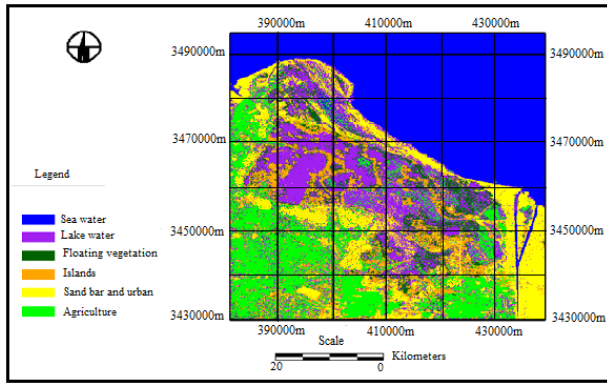 390000m 410000m 430000m
3490000m 3490000m
3470000m 3470000m
Legend
Sea water
Lake water
3450000m 3450000m
Floating vegetation
Islands
Sand bar and urban
Agriculture
3430000m 3430000m
390000m 410000m 430000m
Scale
Kilometers
20 0